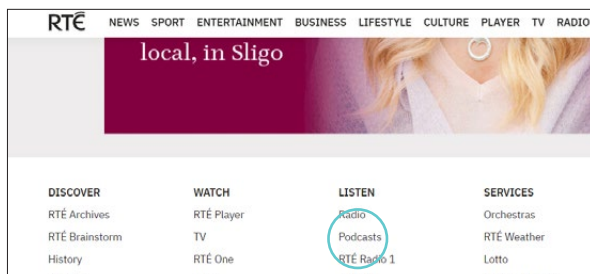 RTÉ NEWS SPORT ENTERTAINMENT BUSINESS LIFESTYLE CULTURE PLAYER TV RADIO
local, in Sligo
DISCOVER WATCH LISTEN SERVICES
RTÉ Archives RTÉ Player Radio Orchestras
RTÉ Brainstorm TV Podcasts RTÉ Weather
History RTÉ One RTÉ Radio 1 Lotto